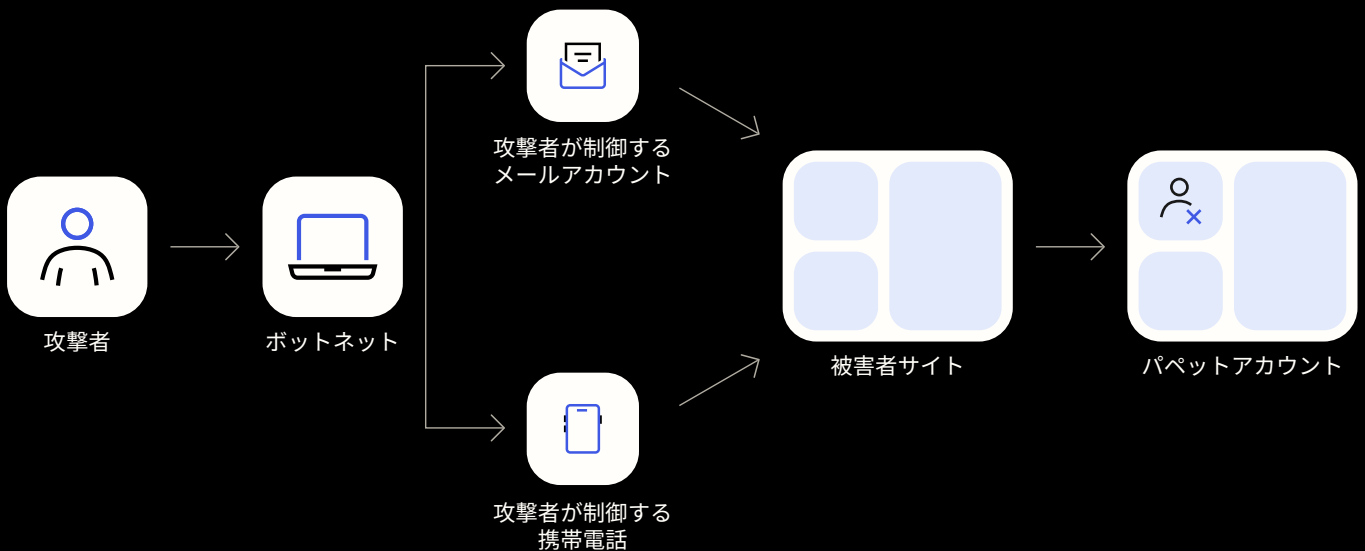 攻撃者
ボットネット
攻撃者が制御する
メールアカウント
攻撃者が制御する
携帯電話
被害者サイト
パペットアカウント